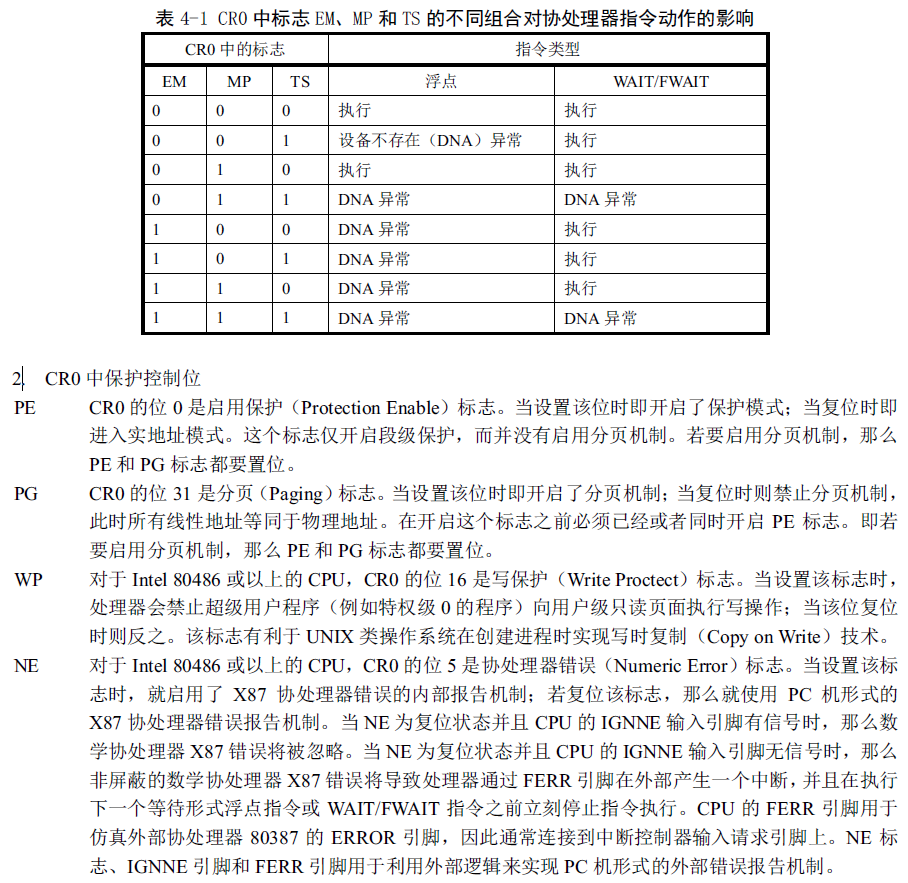 表 4-1 CR0 中标志 EM、MP 和 TS 的不同组合对协处理器指令动作的影响
CR0 中的标志 指令类型
EM MP TS 浮点 WAIT/FWAIT
0 0 0 执行 执行
0 0 1 设备不存在（DNA）异常 执行
0 1 0 执行 执行
0 1 1 DNA 异常 DNA 异常
1 0 0 DNA 异常 执行
1 0 1 DNA 异常 执行
1 1 0 DNA 异常 执行
1 1 1 DNA 异常 DNA 异常
2. CR0 中保护控制位
PE CR0 的位 0 是启用保护（Protection Enable）标志。当设置该位时即开启了保护模式；当复位时即
进入实地址模式。这个标志仅开启段级保护，而并没有启用分页机制。若要启用分页机制，那么
PE 和 PG 标志都要置位。
PG CR0 的位 31 是分页（Paging）标志。当设置该位时即开启了分页机制；当复位时则禁止分页机制，
此时所有线性地址等同于物理地址。在开启这个标志之前必须已经或者同时开启 PE 标志。即若
要启用分页机制，那么 PE 和 PG 标志都要置位。
WP 对于 Intel 80486 或以上的 CPU，CR0 的位 16 是写保护（Write Proctect）标志。当设置该标志时，
处理器会禁止超级用户程序（例如特权级 0 的程序）向用户级只读页面执行写操作；当该位复位
时则反之。该标志有利于 UNIX 类操作系统在创建进程时实现写时复制（Copy on Write）技术。
NE 对于 Intel 80486 或以上的 CPU，CR0 的位 5 是协处理器错误（Numeric Error）标志。当设置该标
志时，就启用了 X87 协处理器错误的内部报告机制；若复位该标志，那么就使用 PC 机形式的
X87 协处理器错误报告机制。当 NE 为复位状态并且 CPU 的 IGNNE 输入引脚有信号时，那么数
学协处理器 X87 错误将被忽略。当 NE 为复位状态并且 CPU 的 IGNNE 输入引脚无信号时，那么
非屏蔽的数学协处理器 X87 错误将导致处理器通过 FERR 引脚在外部产生一个中断，并且在执行
下一个等待形式浮点指令或 WAIT/FWAIT 指令之前立刻停止指令执行。CPU 的 FERR 引脚用于
仿真外部协处理器 80387 的 ERROR 引脚，因此通常连接到中断控制器输入请求引脚上。NE 标
志、IGNNE 引脚和 FERR 引脚用于利用外部逻辑来实现 PC 机形式的外部错误报告机制。